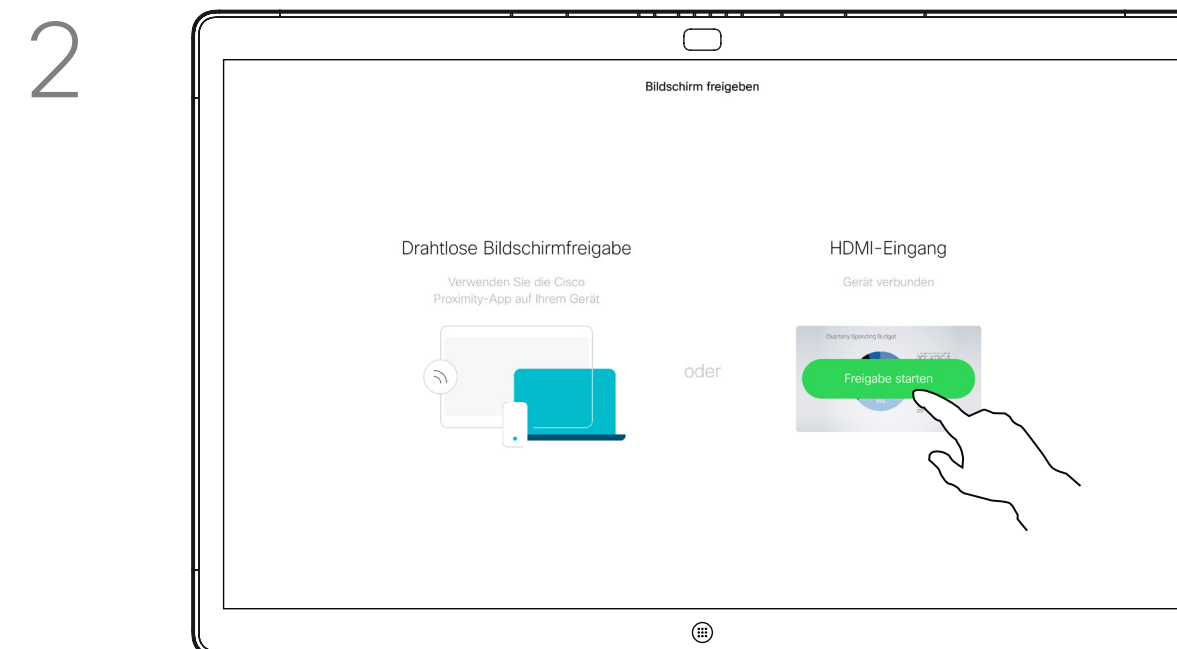 2
Bildschirm freigeben
Drahtlose Bildschirmfreigabe
Verwenden Sie die Cisco
Proximity-App auf Ihrem Gerät
oder
HDMI-Eingang
Gerät verbunden
Quarterly Spending Budget
Freigabe starten